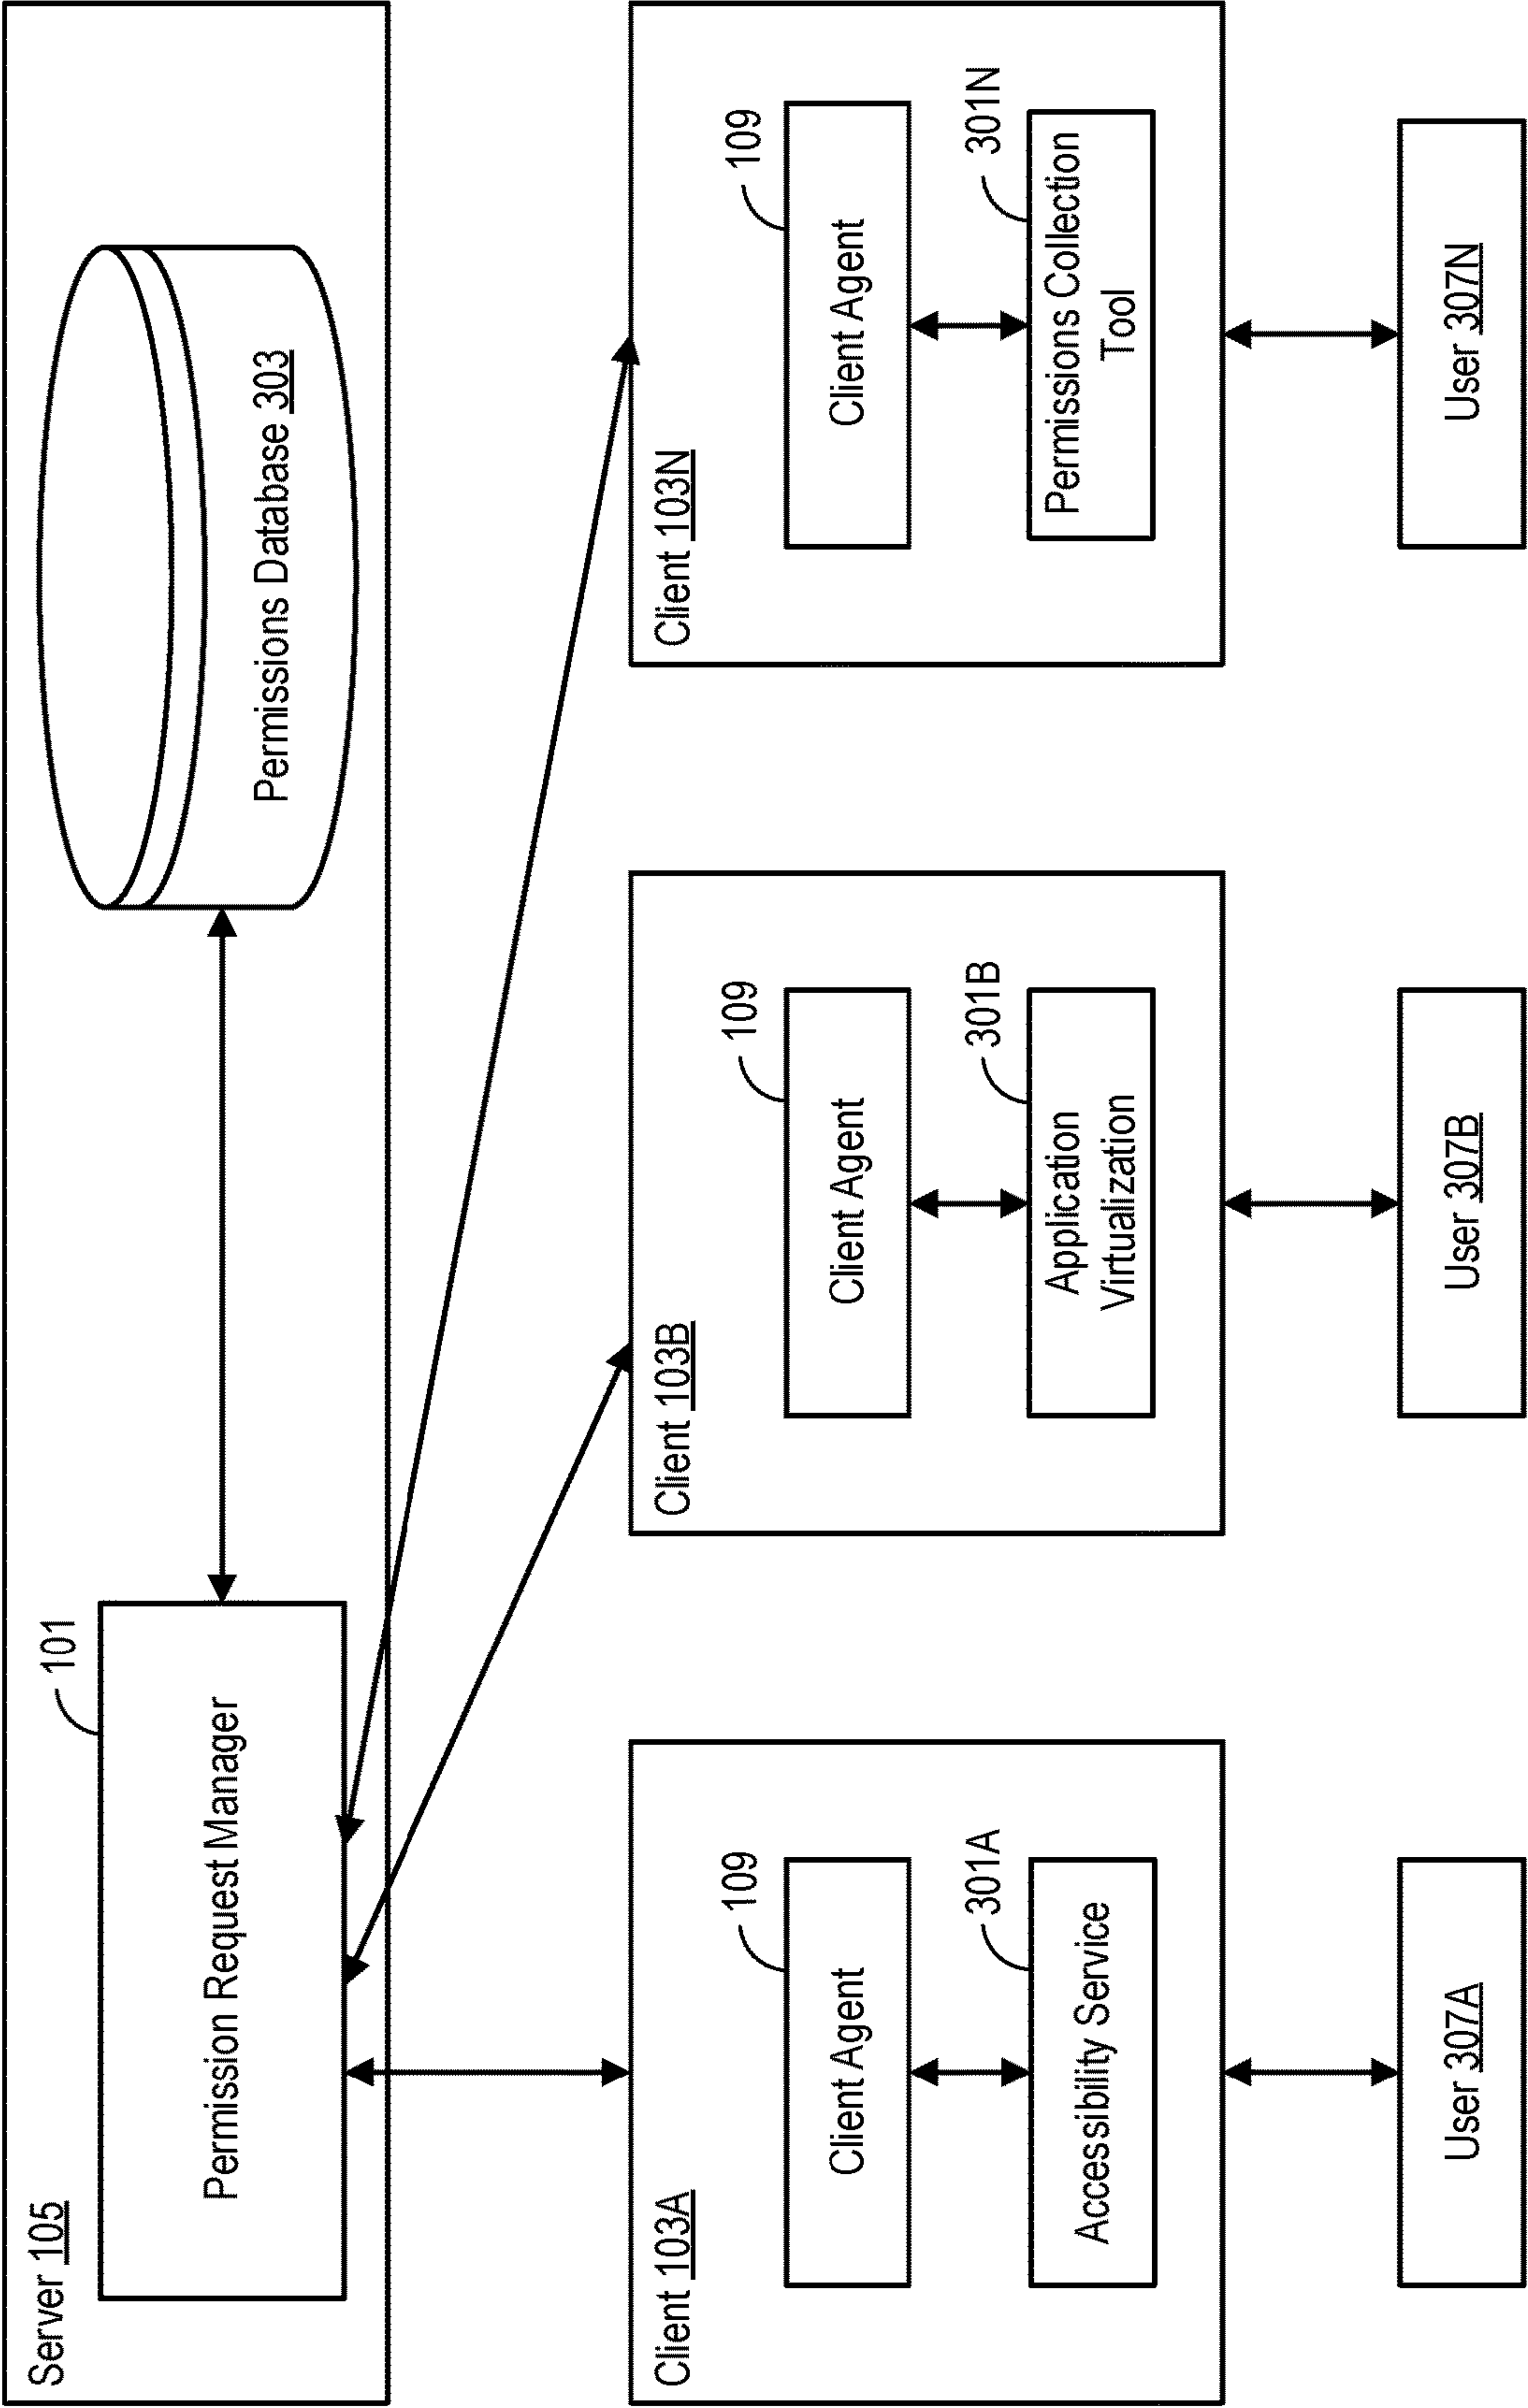 Server 105
101
Permission Request Manager
Permissions Database 303
Client 103A
109
Client Agent
301A
Accessibility Service
User 307A
Client 103B
109
Client Agent
301B
Application
Virtualization
User 307B
Client 103N
109
Client Agent
301N
Permissions Collection
Tool
User 307N